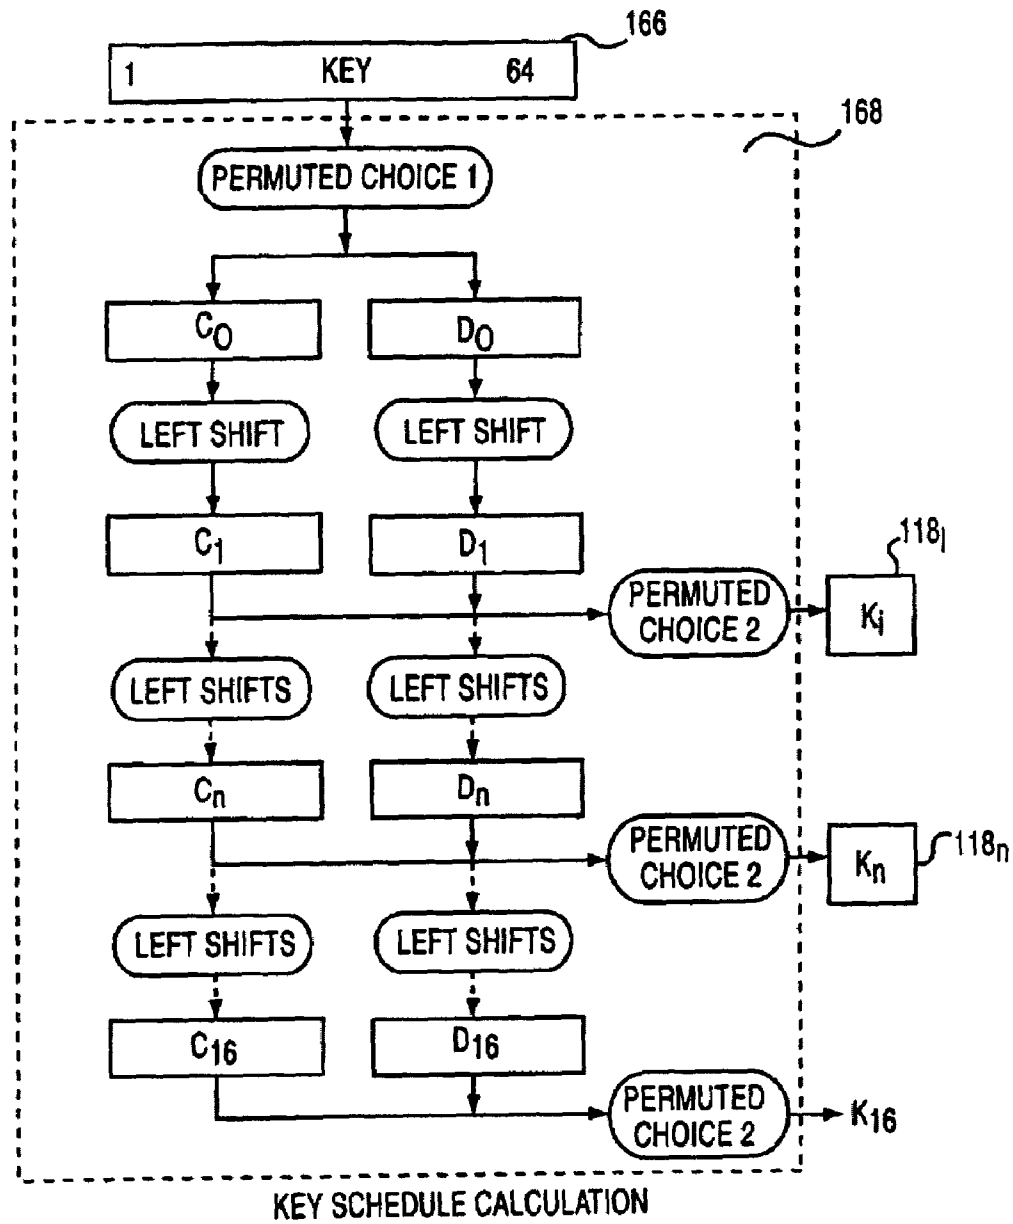 166
1 KEY 64
168
PERMUTED CHOICE 1
C0 D0
LEFT SHIFT LEFT SHIFT
C1 D1
118i
PERMUTED
CHOICE 2
Ki
LEFT SHIFTS LEFT SHIFTS
Cn Dn
PERMUTED
CHOICE 2
Kn
118n
LEFT SHIFTS LEFT SHIFTS
C16 D16
PERMUTED
CHOICE 2
K16
KEY SCHEDULE CALCULATION